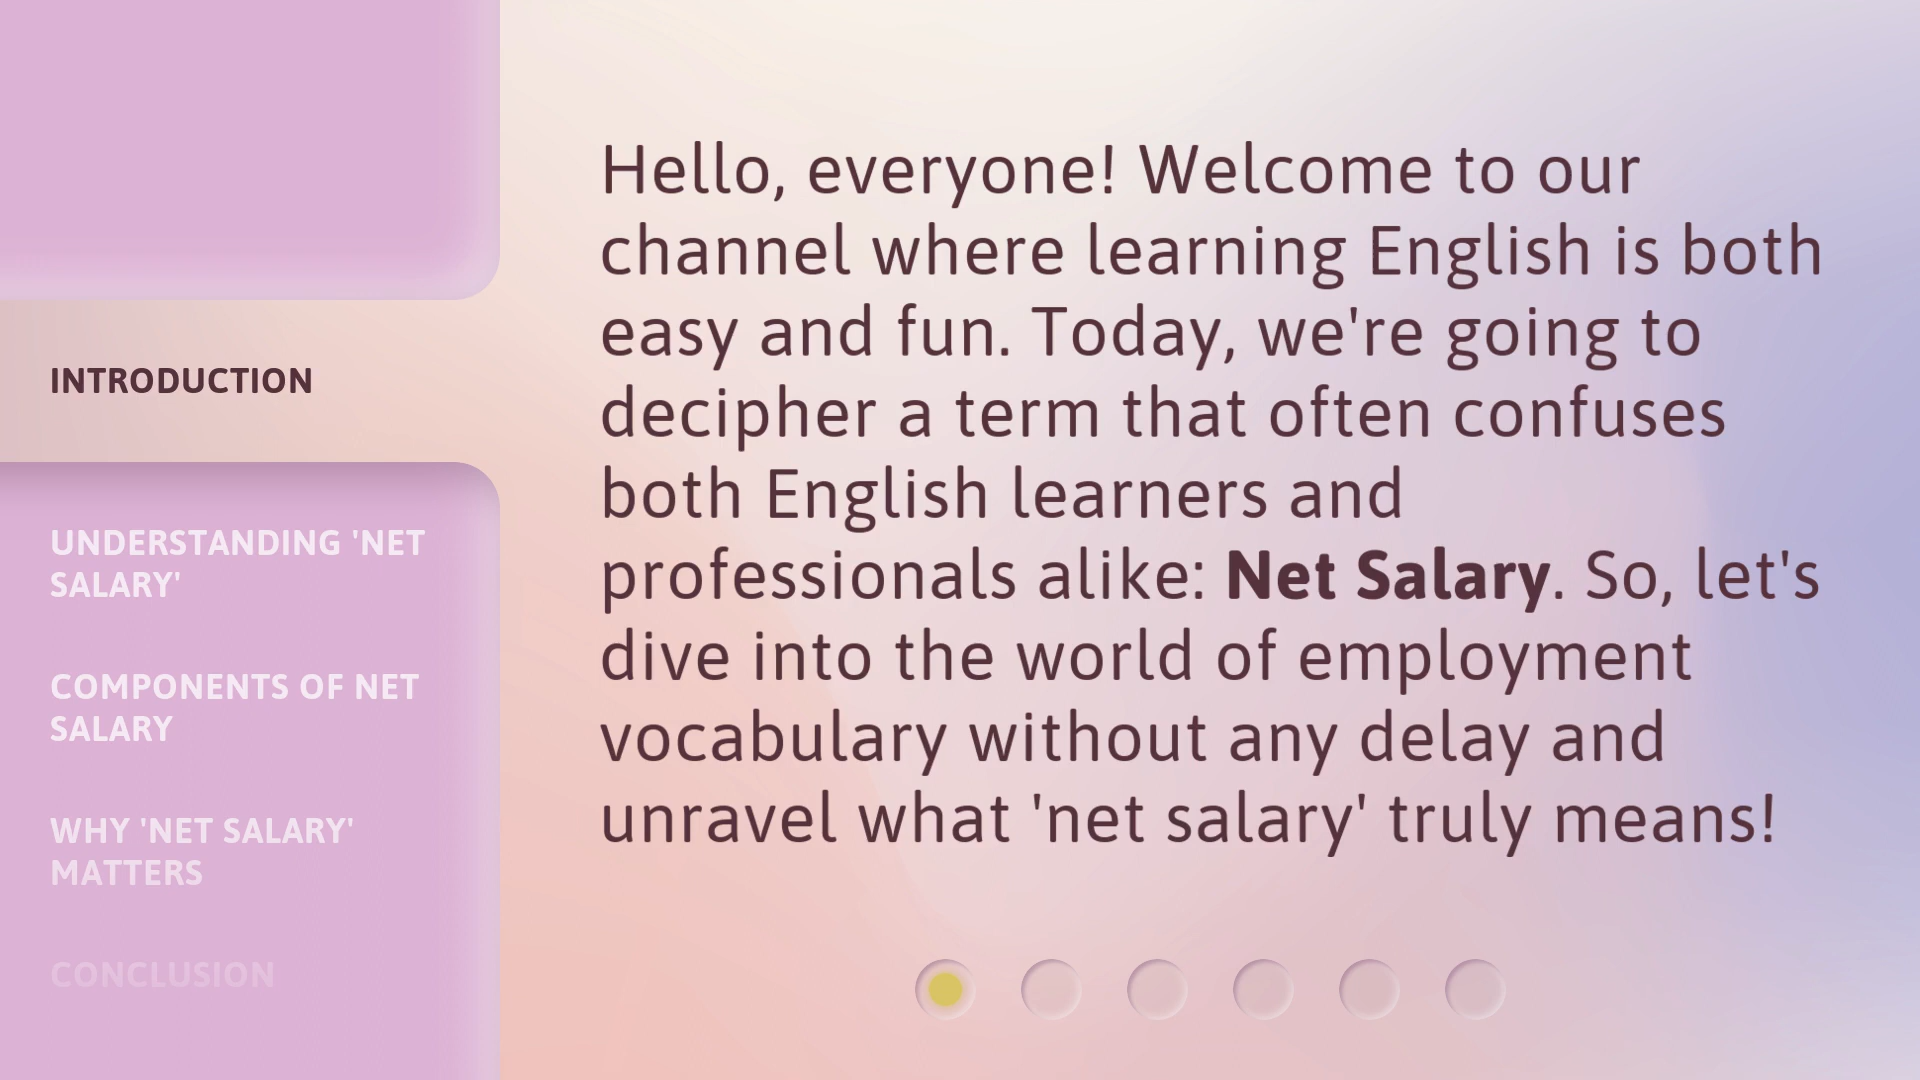 INTRODUCTION
UNDERSTANDING 'NET
SALARY'
COMPONENTS OF NET
SALARY
WHY 'NET SALARY'
MATTERS
CONCLUSION
Hello, everyone! Welcome to our
channel where learning English is both
easy and fun. Today, we're going to
decipher a term that often confuses
both English learners and
professionals alike: Net Salary. So, let's
dive into the world of employment
vocabulary without any delay and
unravel what 'net salary' truly means!